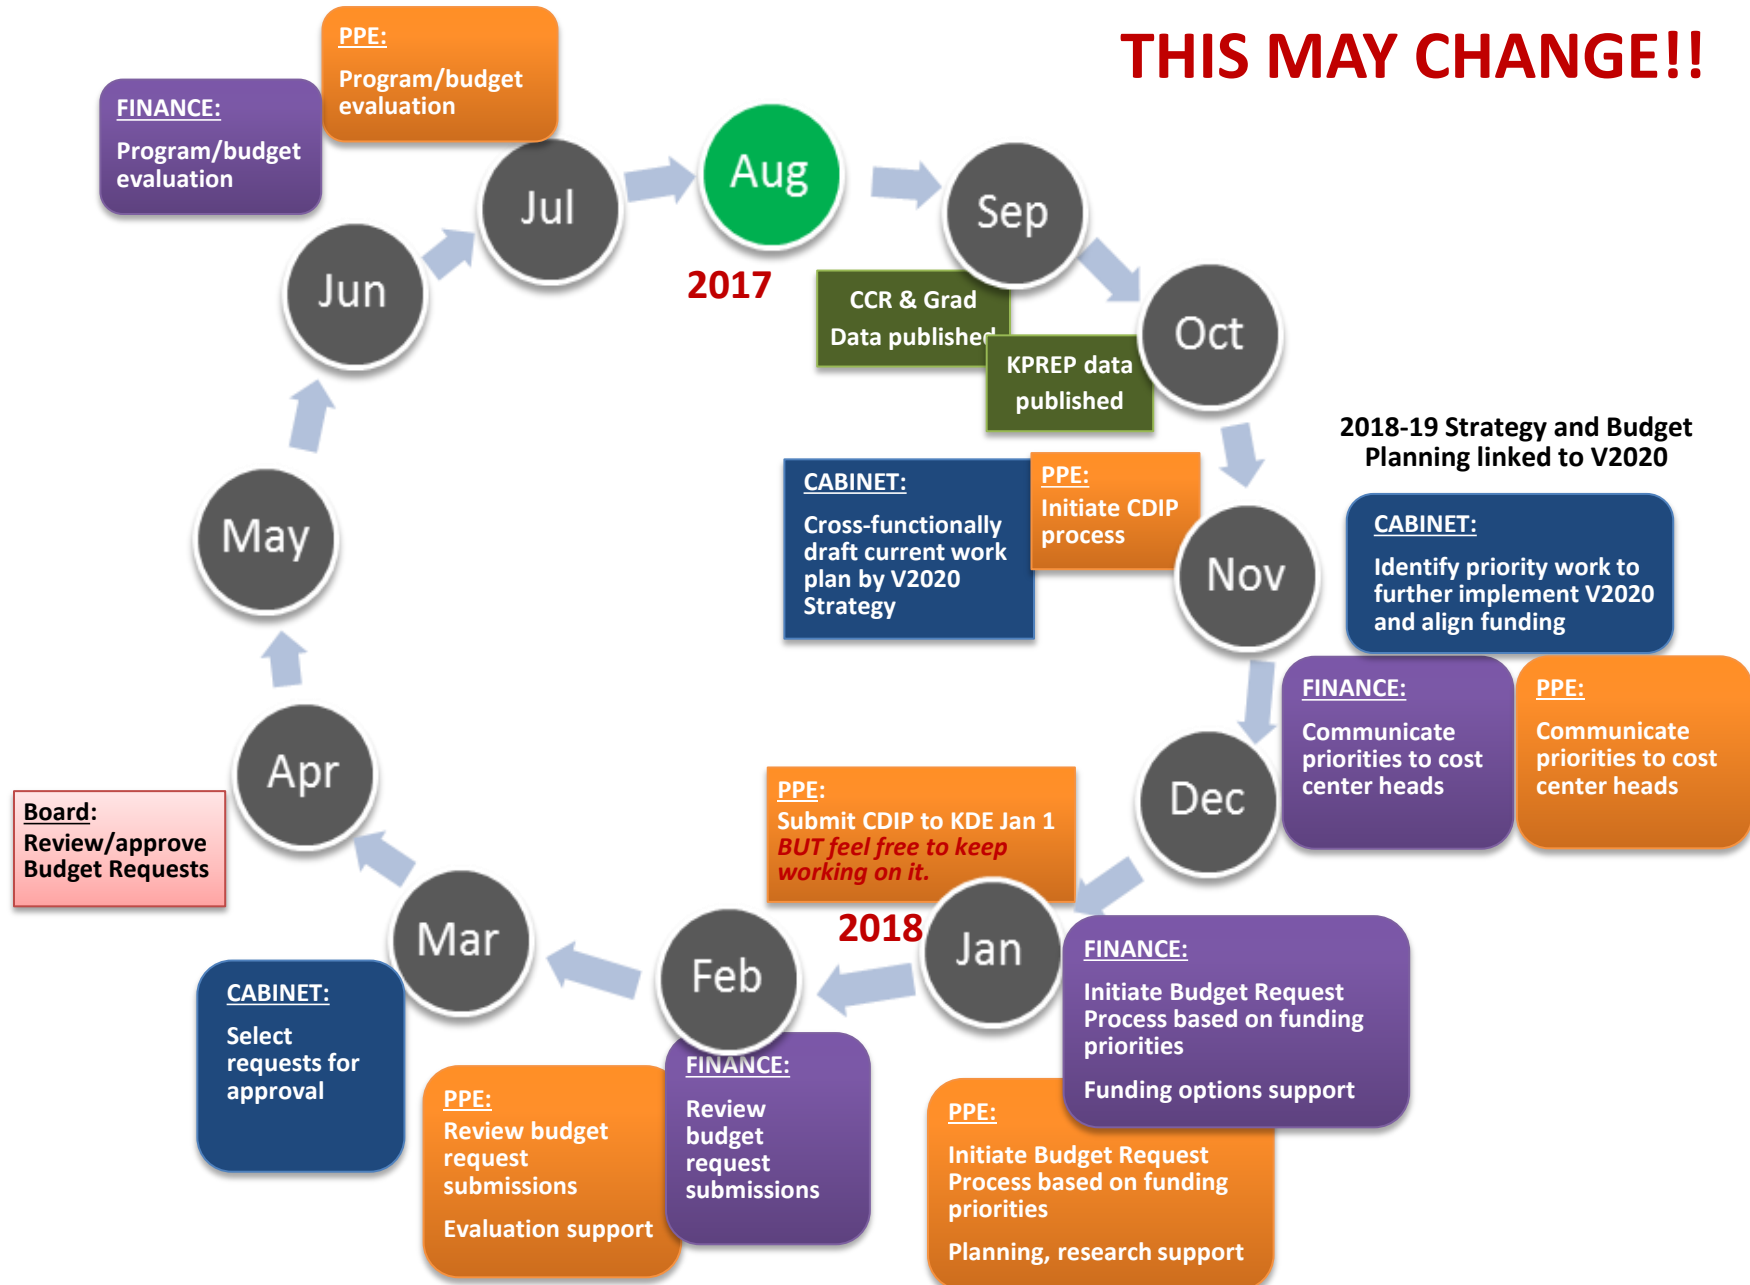 THIS MAY CHANGE!!
PPE:
Program/budget
evaluation
FINANCE:
Program/budget
evaluation
Jul
Aug
Sep
Jun
2017
CCR & Grad
Data published
Oct
KPREP data
published
2018-19 Strategy and Budget
Planning linked to V2020
CABINET:
Cross-functionally
draft current work
plan by V2020
Strategy
PPE:
Initiate CDIP
process
Nov
CABINET:
Identify priority work to
further implement V2020
and align funding
May
FINANCE:
Communicate
priorities to cost
center heads
PPE:
Communicate
priorities to cost
center heads
Apr
Dec
Board:
Review/approve
Budget Requests
PPE:
Submit CDIP to KDE Jan 1
BUT feel free to keep
working on it.
2018
Mar
Feb
Jan
FINANCE:
Initiate Budget Request
Process based on funding
priorities
Funding options support
CABINET:
Select
requests for
approval
PPE:
Review budget
request
submissions
Evaluation support
FINANCE:
Review
budget
request
submissions
PPE:
Initiate Budget Request
Process based on funding
priorities
Planning, research support